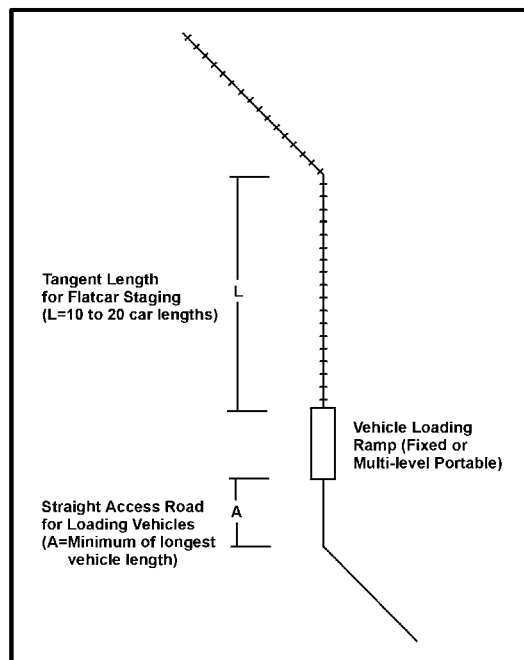 Tangent Length
for Flatcar Staging
(L=10 to 20 car lengths)
L
Vehicle Loading
Ramp (Fixed or
Multi-level Portable)
Straight Access Road
for Loading Vehicles
(A=Minimum of longest
vehicle length)
A